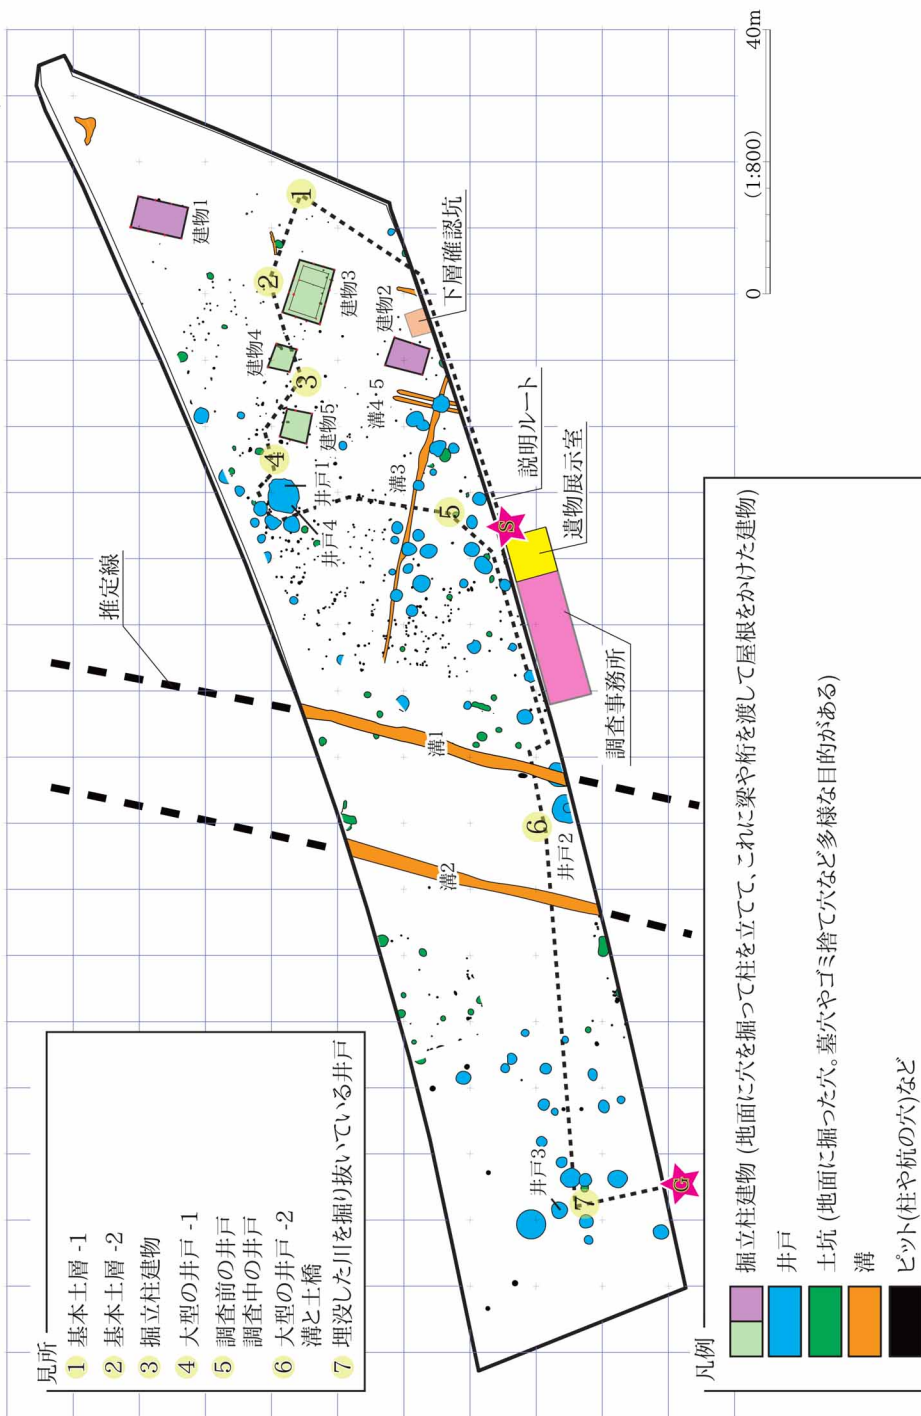 見所
1 基本土層 -1
2 基本土層 -2
3 掘立柱建物
4 大型の井戸 -1
5 調査前の井戸
調査中の井戸
6 大型の井戸 -2
溝と土橋
7 埋没した川を掘り抜いている井戸
推定線
建物1
1
2
建物3
建物4
3
建物5
4
井戸1
井戸4
建物2
下層確認坑
溝4・5
溝3
5
説明ルート
S
遺物展示室
調査事務所
溝1
溝2
6
井戸2
井戸3
7
G
0 (1:800) 40m
凡例
掘立柱建物 (地面に穴を掘って柱を立てて、これに梁や桁を渡して屋根をかけた建物)
井戸
土坑 (地面に掘った穴。墓穴やゴミ捨て穴など多様な目的がある)
溝
ピット(柱や杭の穴)など